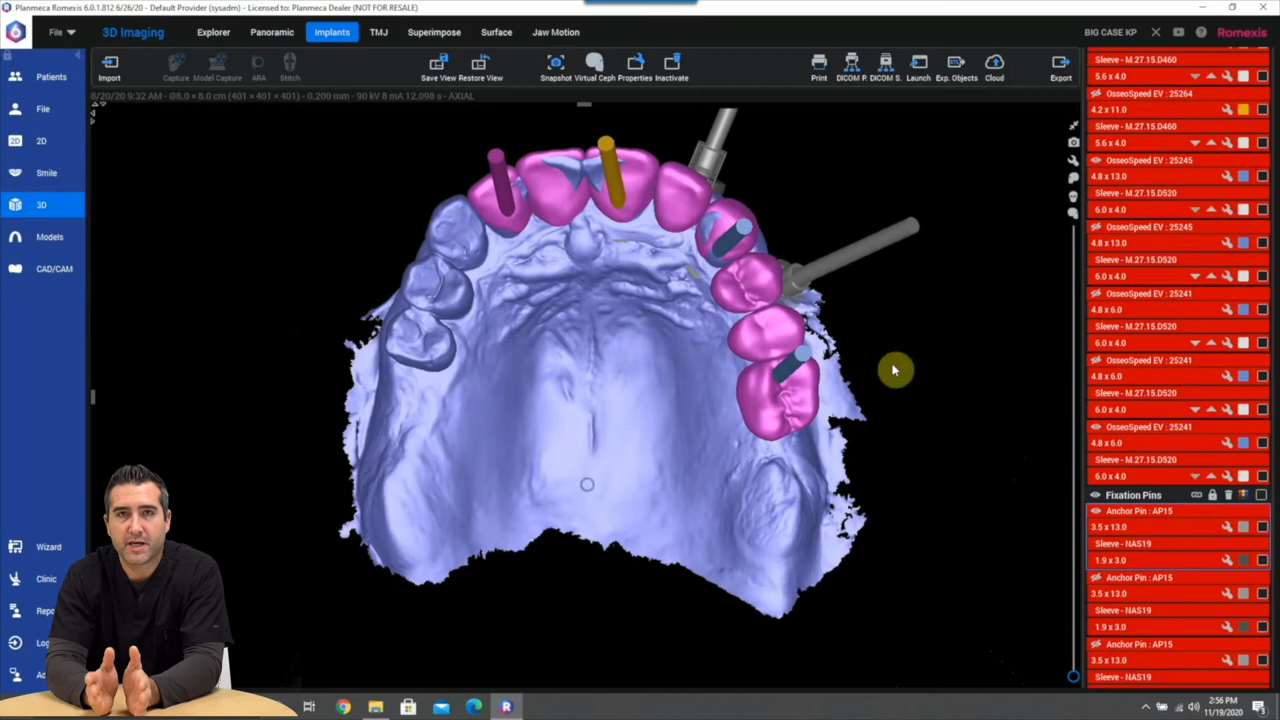 Planmeca Romexis 6.0.1.812 6/26/20 - Default Provider (sysadm) - Licensed to: Planmeca Dealer (NOT FOR RESALE)
File 3D Imaging Explorer Panoramic Implants TMJ Superimpose Surface Jaw Motion BIG CASE KP Romexis
Import Capture Model Capture ARA Stitch Save View Restore View Snapshot Virtual Ceph Properties Inactivate Print DICOM P. DICOM S. Launch Exp. Objects Cloud Export
8/20/20 9:32 AM - Ø8.0 × 8.0 cm (401 × 401 × 401) - 0.200 mm - 90 kV 8 mA 12,098 s - AXIAL
Patients
File
2D 2D
Smile
3D
Models
CAD/CAM
Wizard
Clinic
Repo
Sleeve - M.27.15.D460
5.6 x 4.0
OsseoSpeed EV : 25264
4.2 x 11.0
Sleeve - M.27.15.D460
5.6 x 4.0
OsseoSpeed EV : 25245
4.8 x 13.0
Sleeve - M.27.15.D520
6.0 x 4.0
OsseoSpeed EV : 25245
4.8 x 13.0
Sleeve - M.27.15.D520
6.0 x 4.0
OsseoSpeed EV : 25241
4.8 x 6.0
Sleeve - M.27.15.D520
6.0 x 4.0
OsseoSpeed EV : 25241
4.8 x 6.0
Sleeve - M.27.15.D520
6.0 x 4.0
OsseoSpeed EV : 25241
4.8 x 6.0
Sleeve - M.27.15.D520
6.0 x 4.0
Fixation Pins
Anchor Pin : AP15
3.5 x 13.0
Sleeve - NAS19
1.9 x 3.0
Anchor Pin : AP15
3.5 x 13.0
Sleeve - NAS19
1.9 x 3.0
Anchor Pin : AP15
3.5 x 13.0
Sleeve - NAS19
2:56 PM
11/19/2020